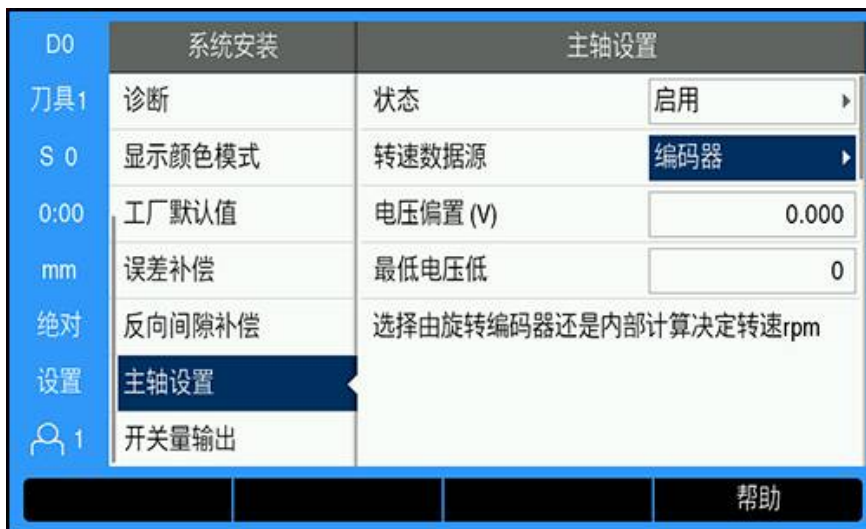 D0
刀具1
S 0
0:00
mm
绝对
设置
1
系统安装
诊断
显示颜色模式
工厂默认值
误差补偿
反向间隙补偿
主轴设置
开关量输出
主轴设置
状态 启用
转速数据源 编码器
电压偏置 (V) 0.000
最低电压低 0
选择由旋转编码器还是内部计算决定转速rpm
帮助